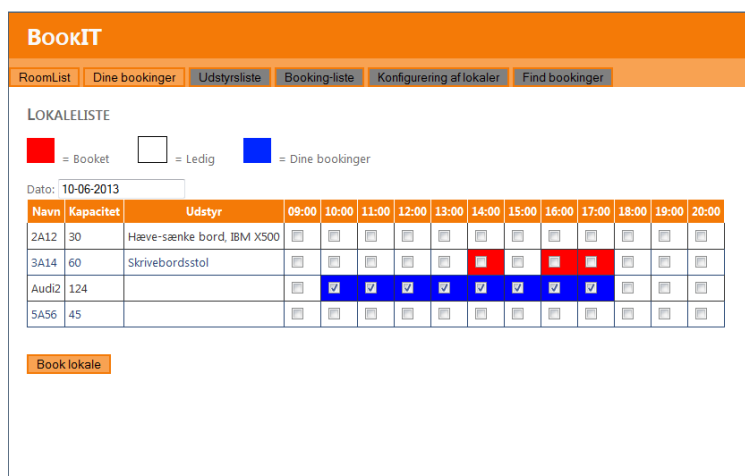 BookIT
RoomList Dine bookinger Udstyrsliste Booking-liste Konfigurering af lokaler Find bookinger
Lokaleliste
= Booket = Ledig = Dine bookinger
Dato: 10-06-2013
Navn Kapacitet Udstyr 09:00 10:00 11:00 12:00 13:00 14:00 15:00 16:00 17:00 18:00 19:00 20:00
2A12 30 Hæve-sænke bord, IBM X500
3A14 60 Skrivebordsstol
Audi2 124
5A56 45
Book lokale